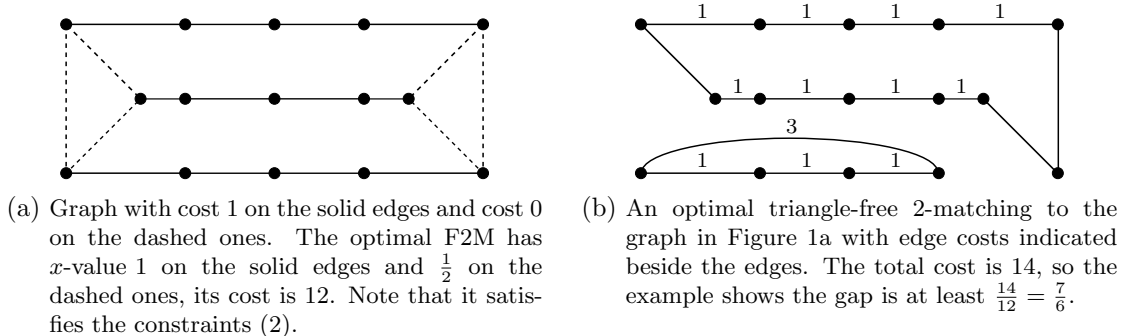 1 1 1 1
1 1 1 1
3
1 1 1
(a) Graph with cost 1 on the solid edges and cost 0
on the dashed ones. The optimal F2M has
x-value 1 on the solid edges and 1/2 on the
dashed ones, its cost is 12. Note that it satis-
fies the constraints (2).
(b) An optimal triangle-free 2-matching to the
graph in Figure 1a with edge costs indicated
beside the edges. The total cost is 14, so the
example shows the gap is at least 14/12 = 7/6.